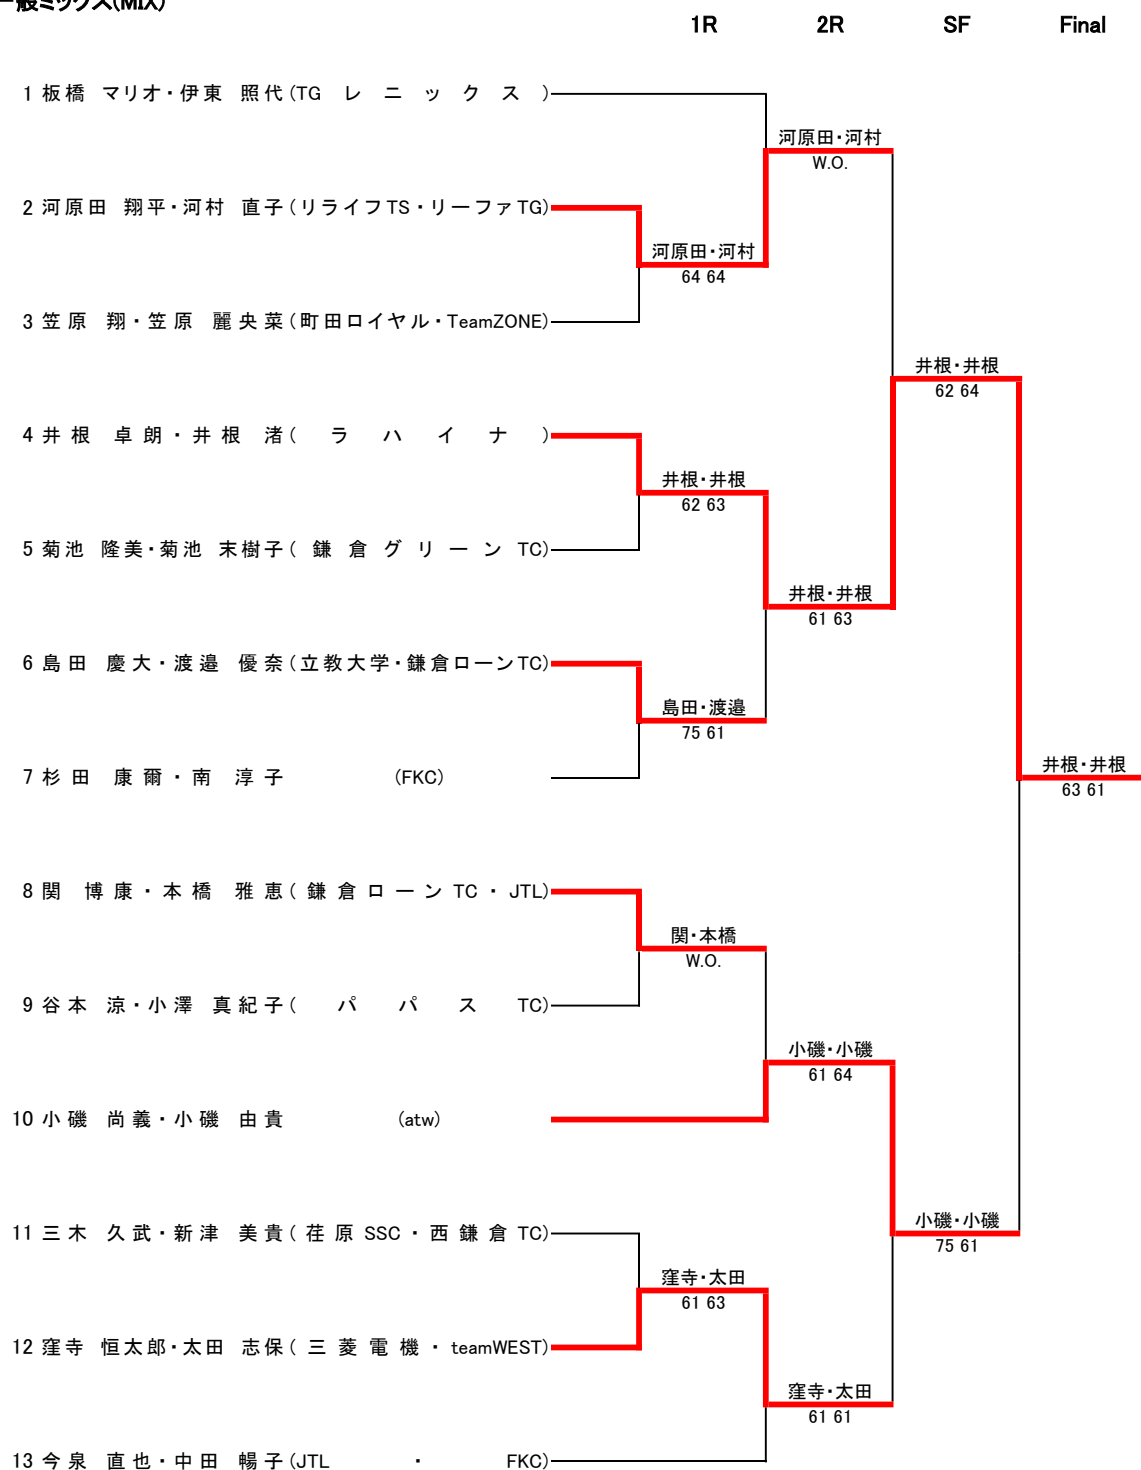 一般ミックス(MIX)
1R 2R SF Final
1 板橋 マリオ・伊東 照代 (TG レニックス)
河原田・河村
W.O.
2 河原田 翔平・河村 直子 (リライフTS・リーファTG)
河原田・河村
64 64
3 笠原 翔・笠原 麗央菜 (町田ロイヤル・TeamZONE)
井根・井根
62 64
4 井根 卓朗・井根 渚 (ラハイナ)
井根・井根
62 63
5 菊池 隆美・菊池 末樹子 (鎌倉グリーンTC)
井根・井根
61 63
6 島田 慶大・渡邉 優奈 (立教大学・鎌倉ローンTC)
島田・渡邉
75 61
7 杉田 康爾・南 淳子 (FKC)
井根・井根
63 61
8 関 博康・本橋 雅恵 (鎌倉ローンTC・JTL)
関・本橋
W.O.
9 谷本 涼・小澤 真紀子 (パパスTC)
小磯・小磯
61 64
10 小磯 尚義・小磯 由貴 (atw)
11 三木 久武・新津 美貴 (荏原SSC・西鎌倉TC)
小磯・小磯
75 61
窪寺・太田
61 63
12 窪寺 恒太郎・太田 志保 (三菱電機・teamWEST)
窪寺・太田
61 61
13 今泉 直也・中田 暢子 (JTL・FKC)